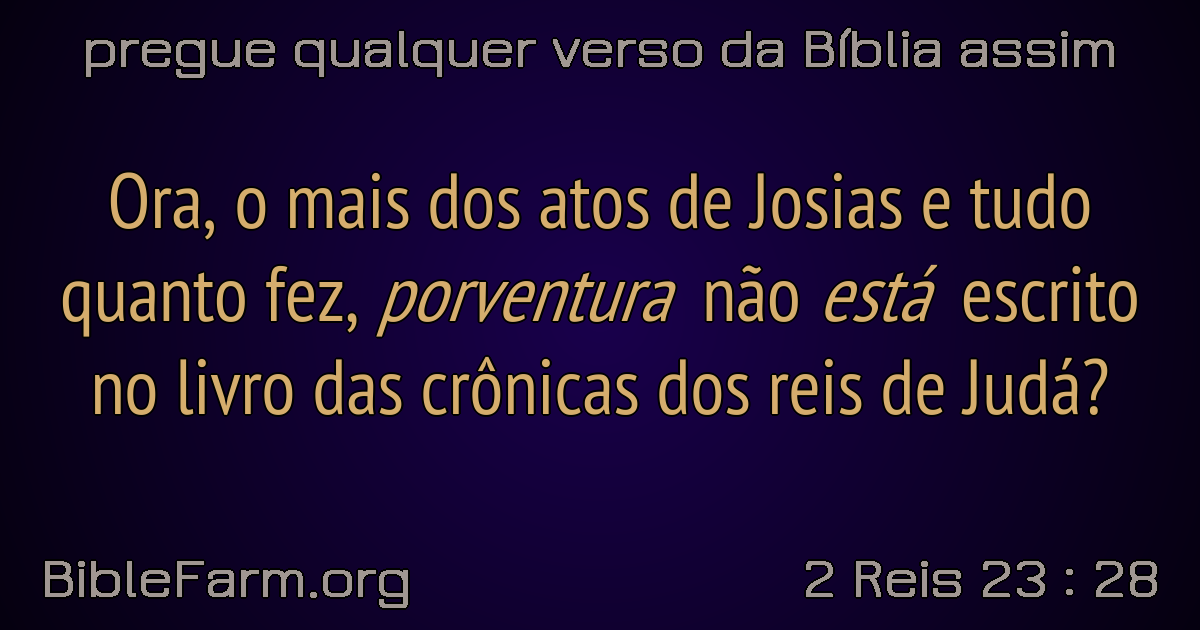 pregue qualquer verso da Bíblia assim
Ora, o mais dos atos de Josias e tudo
quanto fez, porventura não está escrito
no livro das crônicas dos reis de Judá?
BibleFarm.org
2 Reis 23 : 28